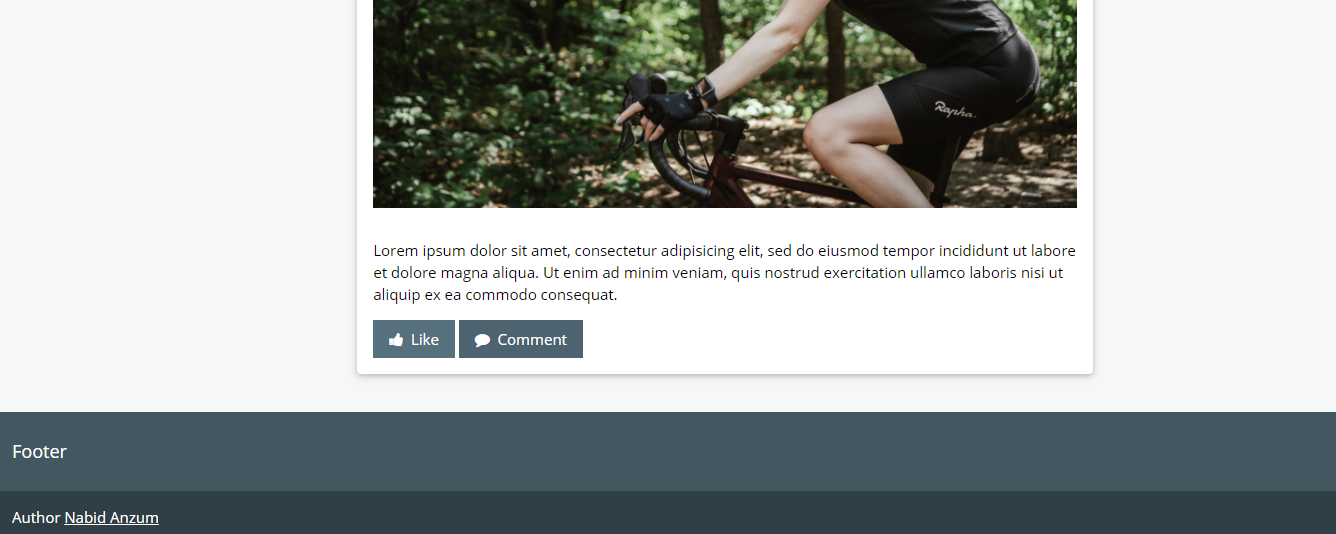 Rapha.
Lorem ipsum dolor sit amet, consectetur adipisicing elit, sed do eiusmod tempor incididunt ut labore
et dolore magna aliqua. Ut enim ad minim veniam, quis nostrud exercitation ullamco laboris nisi ut
aliquip ex ea commodo consequat.
Like
Comment
Footer
Author Nabid Anzum